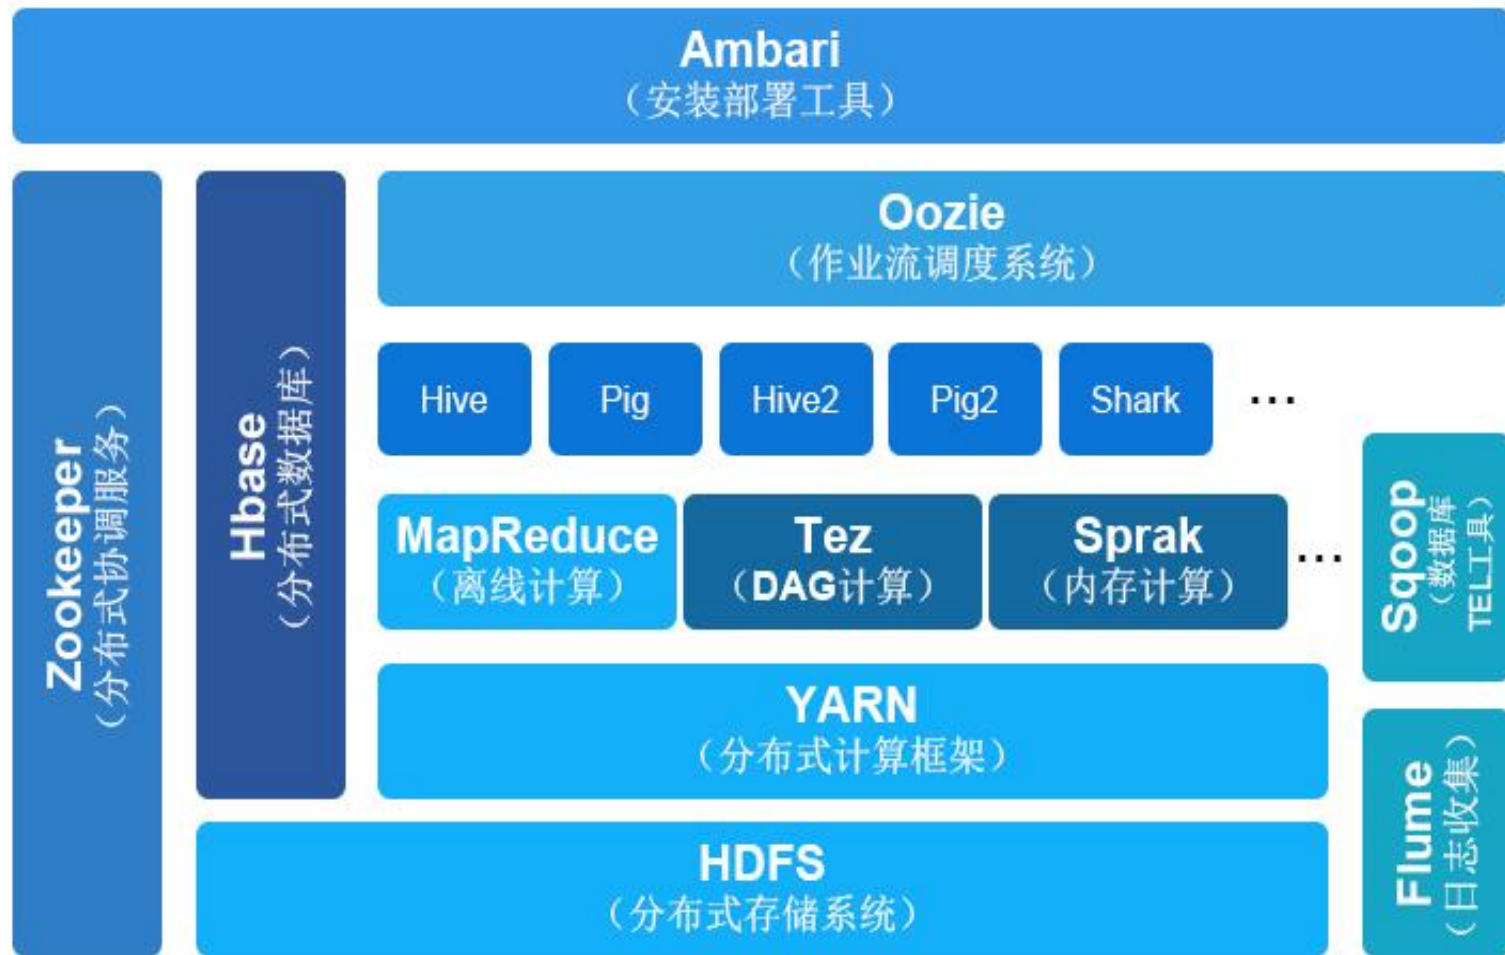 Ambari
（安装部署工具）
Zookeeper
（分布式协调服务）
Hbase
（分布式数据库）
Oozie
（作业流调度系统）
Hive
Pig
Hive2
Pig2
Shark
...
MapReduce
（离线计算）
Tez
（DAG计算）
Sprak
（内存计算）
...
Sqoop
（数据库
TEL工具）
YARN
（分布式计算框架）
Flume
（日志收集）
HDFS
（分布式存储系统）